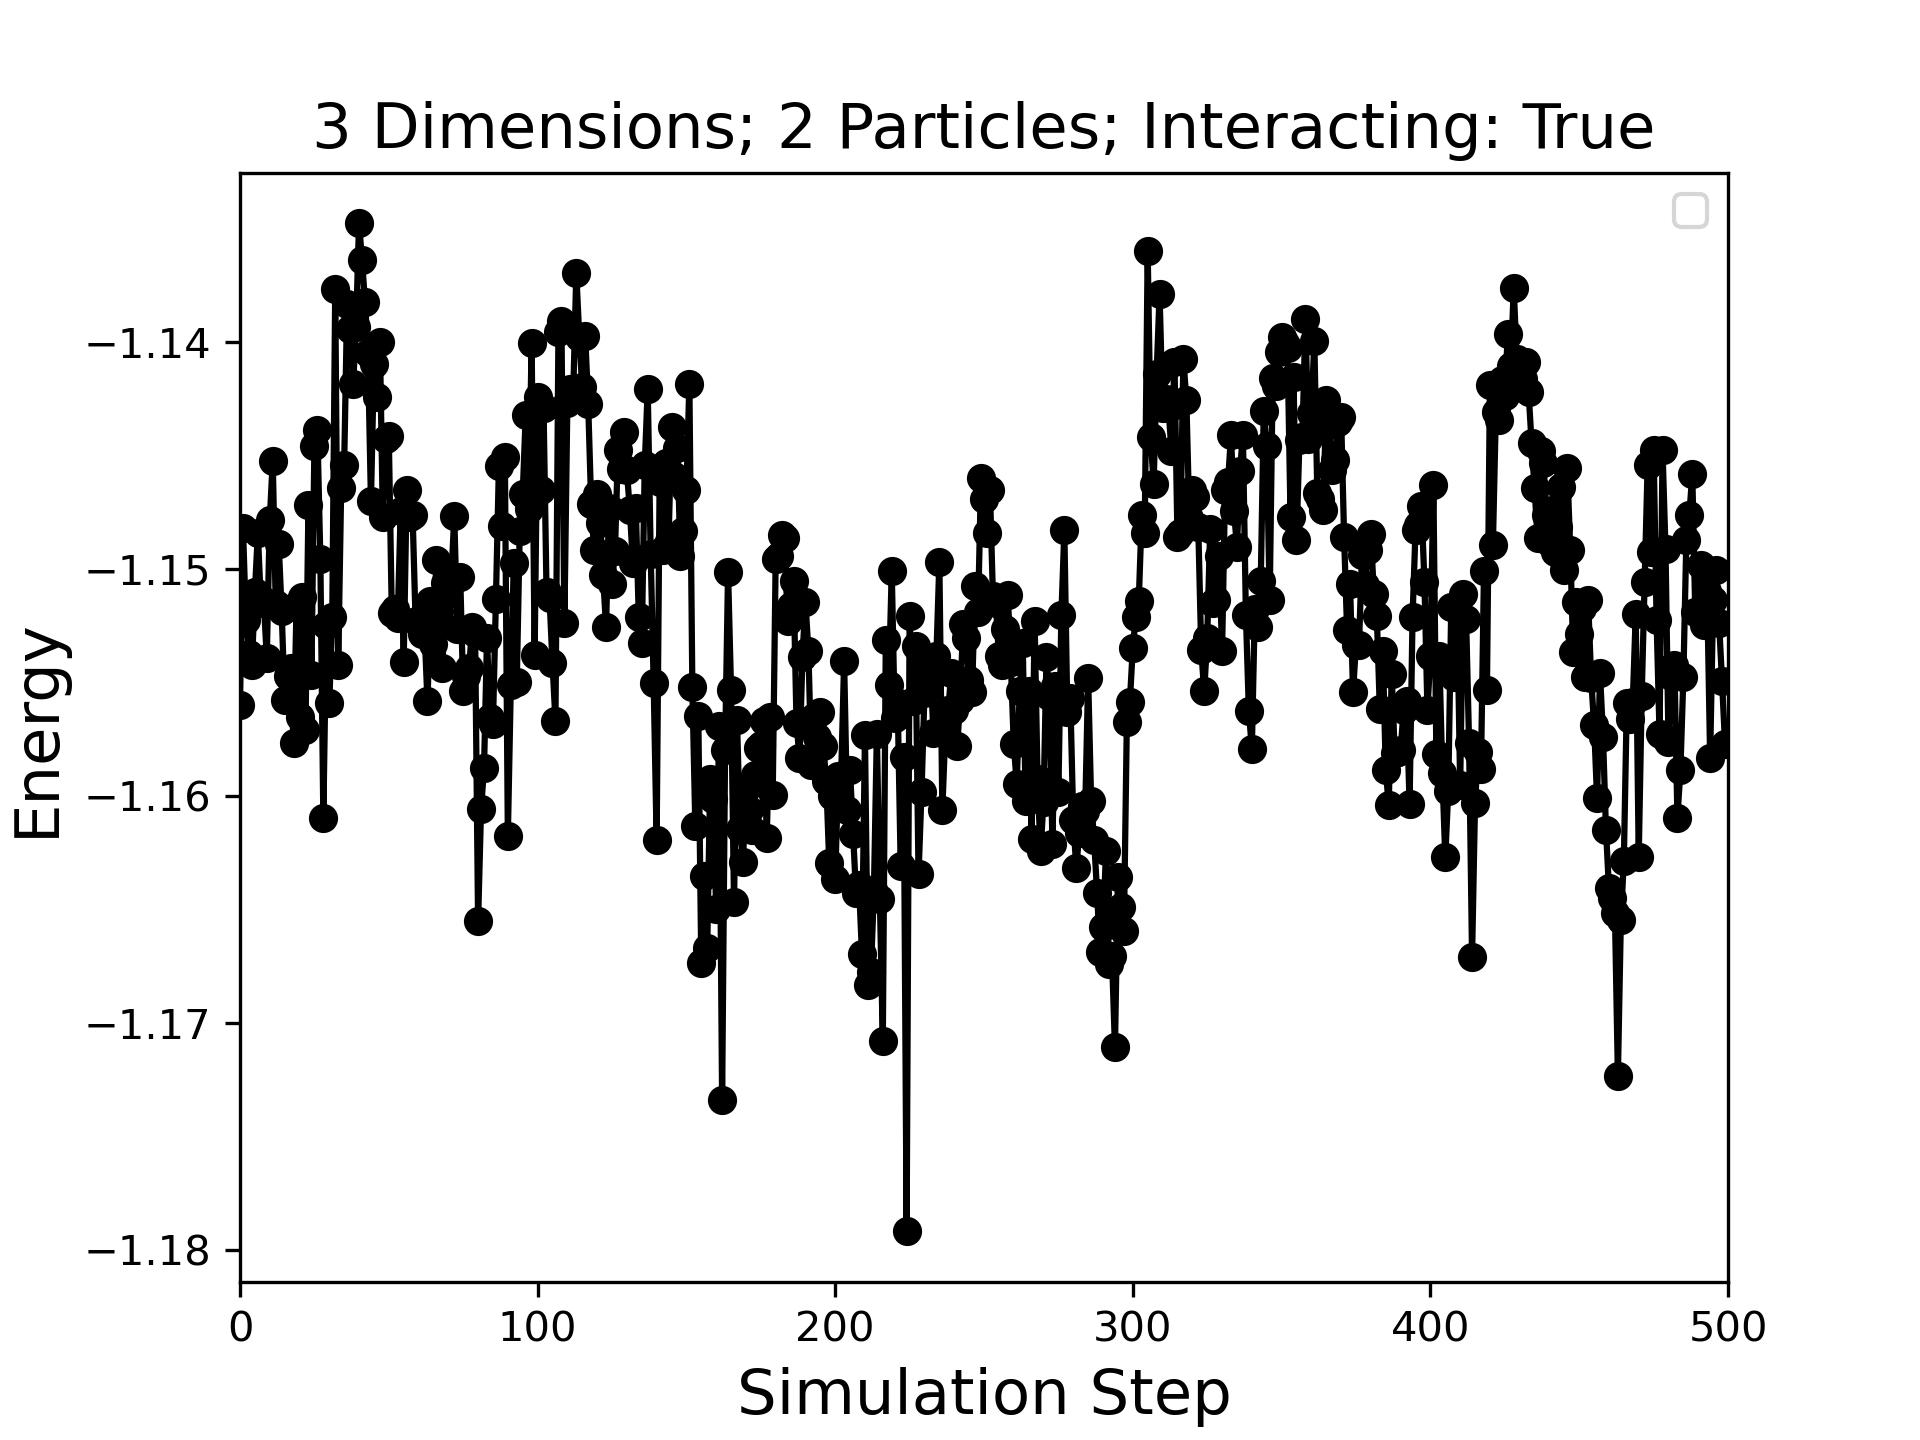 3 Dimensions; 2 Particles; Interacting: True
Energy
−1.14
−1.15
−1.16
−1.17
−1.18
0 100 200 300 400 500
Simulation Step